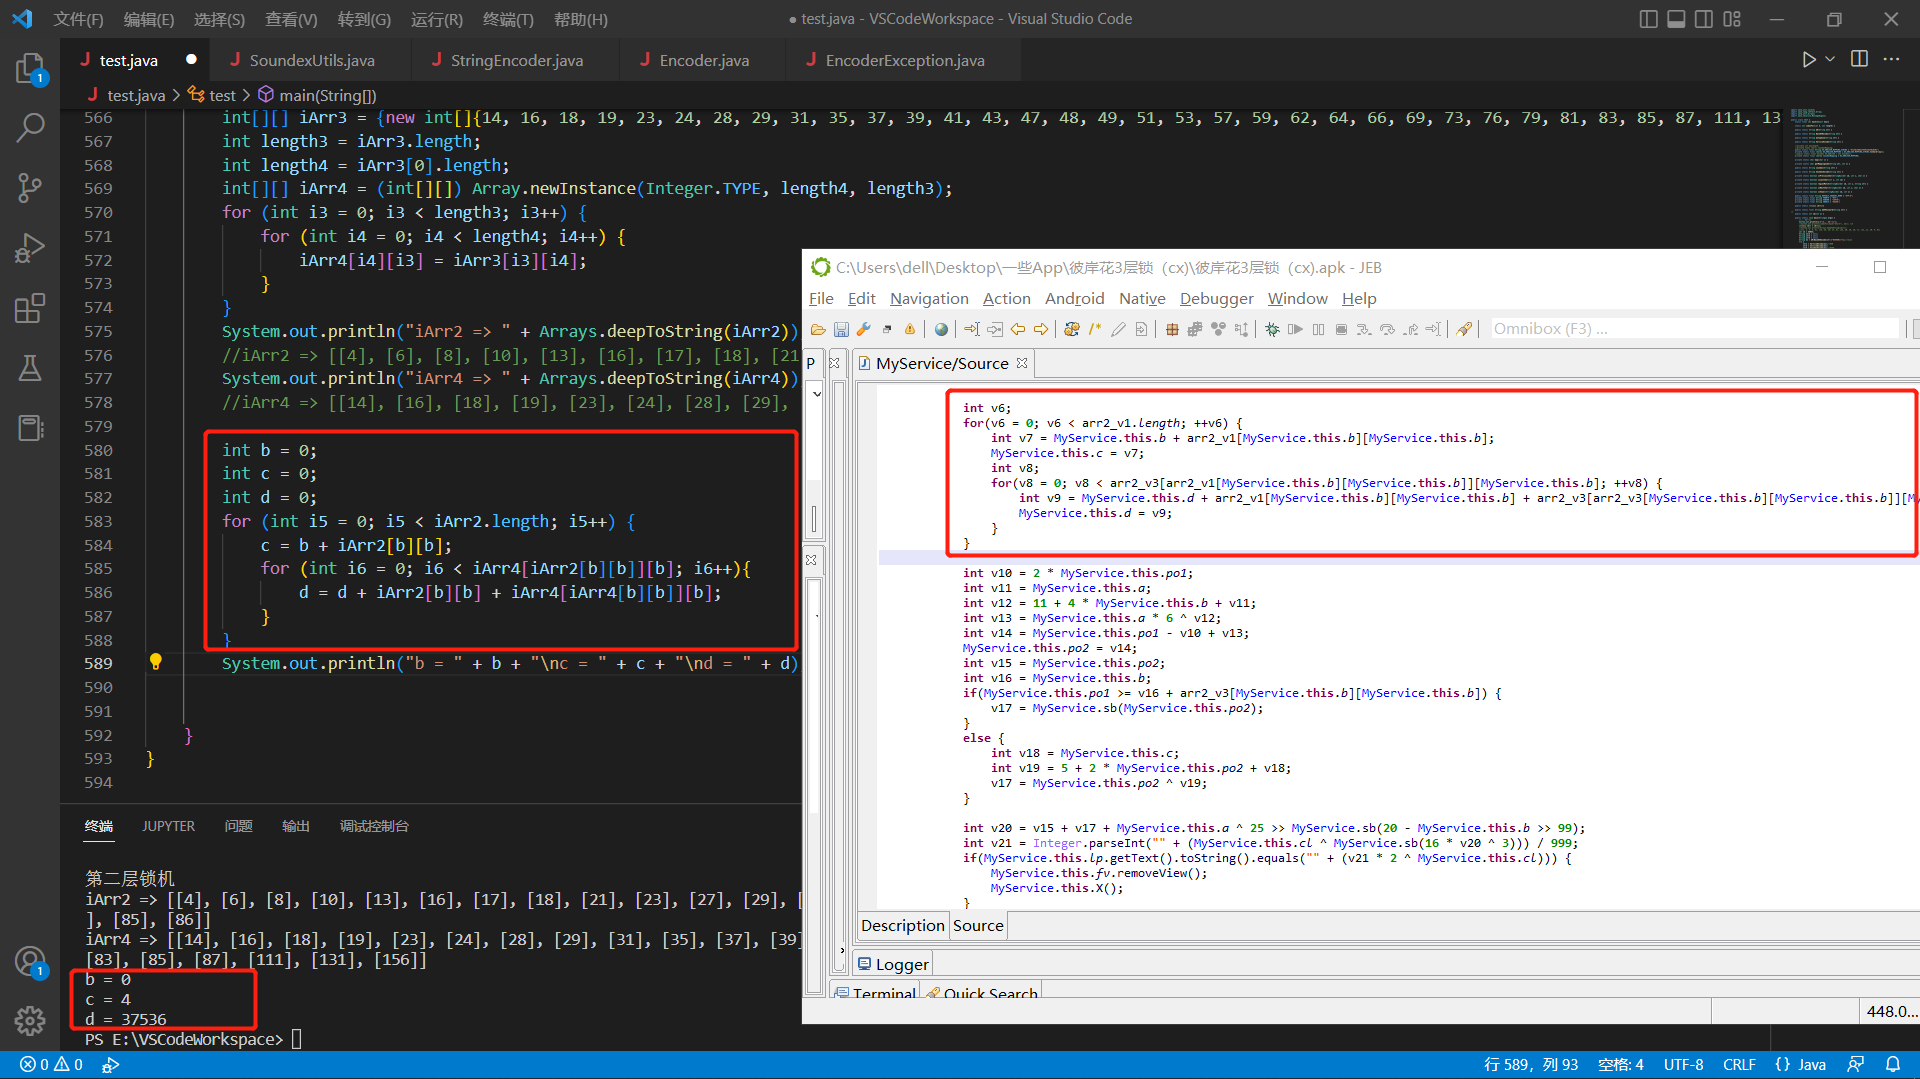 文件(F) 编辑(E) 选择(S) 查看(V) 转到(G) 运行(R) 终端(T) 帮助(H)
● test.java - VSCodeWorkspace - Visual Studio Code
J test.java ● J SoundexUtils.java J StringEncoder.java J Encoder.java J EncoderException.java
J test.java > test > main(String[])
566 int[][] iArr3 = {new int[]{14, 16, 18, 19, 23, 24, 28, 29, 31, 35, 37, 39, 41, 43, 47, 48, 49, 51, 53, 57, 59, 62, 64, 66, 69, 73, 76, 79, 81, 83, 85, 87, 111, 13
567 int length3 = iArr3.length;
568 int length4 = iArr3[0].length;
569 int[][] iArr4 = (int[][]) Array.newInstance(Integer.TYPE, length4, length3);
570 for (int i3 = 0; i3 < length3; i3++) {
571 for (int i4 = 0; i4 < length4; i4++) {
572 iArr4[i4][i3] = iArr3[i3][i4];
573 }
574 }
575 System.out.println("iArr2 => " + Arrays.deepToString(iArr2))
576 //iArr2 => [[4], [6], [8], [10], [13], [16], [17], [18], [21
577 System.out.println("iArr4 => " + Arrays.deepToString(iArr4))
578 //iArr4 => [[14], [16], [18], [19], [23], [24], [28], [29],
579
580 int b = 0;
581 int c = 0;
582 int d = 0;
583 for (int i5 = 0; i5 < iArr2.length; i5++) {
584 c = b + iArr2[b][b];
585 for (int i6 = 0; i6 < iArr4[iArr2[b][b]][b]; i6++){
586 d = d + iArr2[b][b] + iArr4[iArr4[b][b]][b];
587 }
588 }
589 System.out.println("b = " + b + "\nc = " + c + "\nd = " + d)
590
591
592 }
593 }
594
终端 JUPYTER 问题 输出 调试控制台
第二层锁机
iArr2 => [[4], [6], [8], [10], [13], [16], [17], [18], [21], [23], [27], [29], [
], [85], [86]]
iArr4 => [[14], [16], [18], [19], [23], [24], [28], [29], [31], [35], [37], [39]
[83], [85], [87], [111], [131], [156]]
b = 0
c = 4
d = 37536
PS E:\VSCodeWorkspace>
C:\Users\dell\Desktop\一些App\彼岸花3层锁（cx)\彼岸花3层锁（cx).apk - JEB
File Edit Navigation Action Android Native Debugger Window Help
Omnibox (F3) ...
P MyService/Source
int v6;
for(v6 = 0; v6 < arr2_v1.length; ++v6) {
int v7 = MyService.this.b + arr2_v1[MyService.this.b][MyService.this.b];
MyService.this.c = v7;
int v8;
for(v8 = 0; v8 < arr2_v3[arr2_v1[MyService.this.b][MyService.this.b]][MyService.this.b]; ++v8) {
int v9 = MyService.this.d + arr2_v1[MyService.this.b][MyService.this.b] + arr2_v3[arr2_v3[MyService.this.b][MyService.this.b]][My
MyService.this.d = v9;
}
}
int v10 = 2 * MyService.this.po1;
int v11 = MyService.this.a;
int v12 = 11 + 4 * MyService.this.b + v11;
int v13 = MyService.this.a * 6 ^ v12;
int v14 = MyService.this.po1 - v10 + v13;
MyService.this.po2 = v14;
int v15 = MyService.this.po2;
int v16 = MyService.this.b;
if(MyService.this.po1 >= v16 + arr2_v3[MyService.this.b][MyService.this.b]) {
v17 = MyService.sb(MyService.this.po2);
}
else {
int v18 = MyService.this.c;
int v19 = 5 + 2 * MyService.this.po2 + v18;
v17 = MyService.this.po2 ^ v19;
}
int v20 = v15 + v17 + MyService.this.a ^ 25 >> MyService.sb(20 - MyService.this.b >> 99);
int v21 = Integer.parseInt("" + (MyService.this.cl ^ MyService.sb(16 * v20 ^ 3))) / 999;
if(MyService.this.lp.getText().toString().equals("" + (v21 * 2 ^ MyService.this.cl))) {
MyService.this.fv.removeView();
MyService.this.X();
}
Description Source
Logger
Terminal Quick Search
448.0...
0 0 行 589，列 93 空格: 4 UTF-8 CRLF {} Java